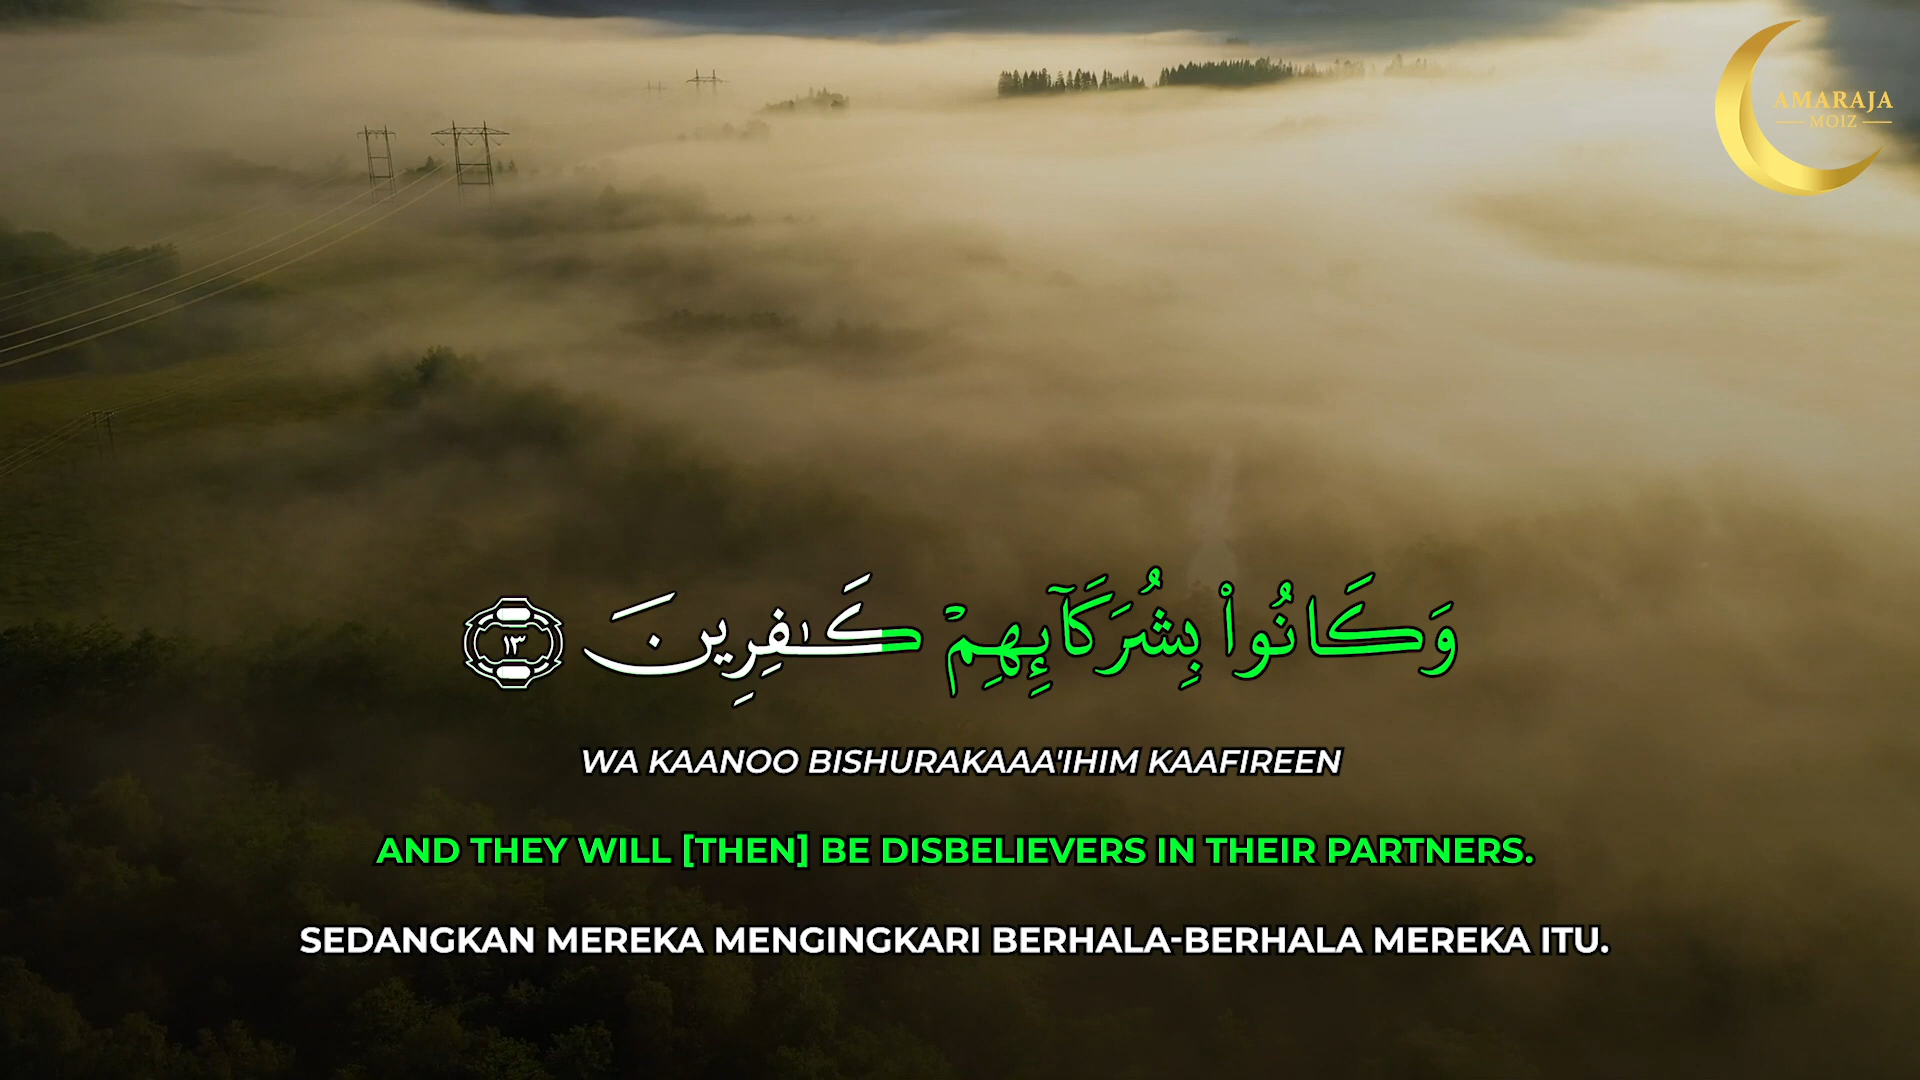 AMARAJA
MOIZ
وَكَانُوا۟ بِشُرَكَآئِهِمْ كَـٰفِرِينَ ١٣
WA KAANOO BISHURAKAAA'IHIM KAAFIREEN
AND THEY WILL [THEN] BE DISBELIEVERS IN THEIR PARTNERS.
SEDANGKAN MEREKA MENGINGKARI BERHALA-BERHALA MEREKA ITU.